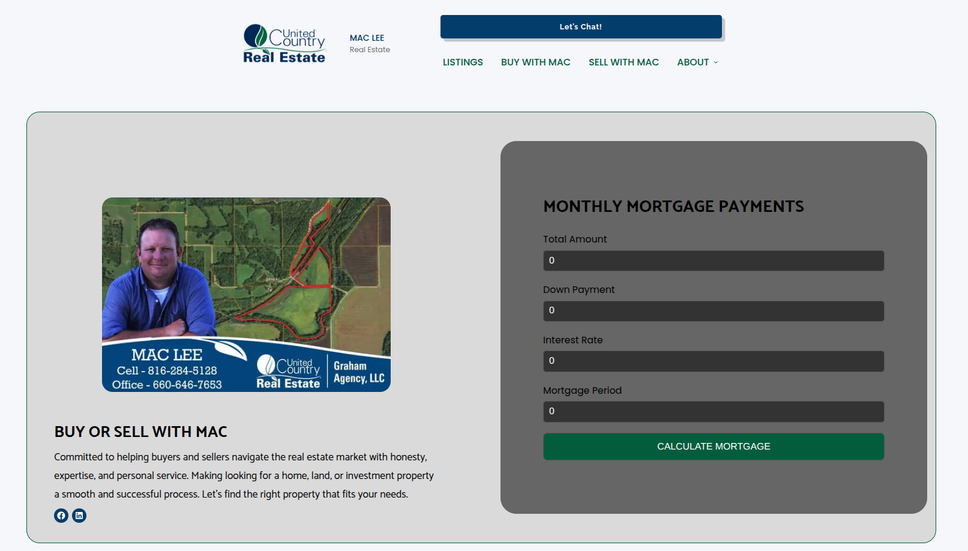 United
Country
Real Estate
MAC LEE
Real Estate
Let's Chat!
LISTINGS BUY WITH MAC SELL WITH MAC ABOUT
MAC LEE
Cell - 816-284-5128
Office - 660-646-7653
United
Country
Real Estate
Graham
Agency, LLC
BUY OR SELL WITH MAC
Committed to helping buyers and sellers navigate the real estate market with honesty,
expertise, and personal service. Making looking for a home, land, or investment property
a smooth and successful process. Let's find the right property that fits your needs.
MONTHLY MORTGAGE PAYMENTS
Total Amount
0
Down Payment
0
Interest Rate
0
Mortgage Period
0
CALCULATE MORTGAGE